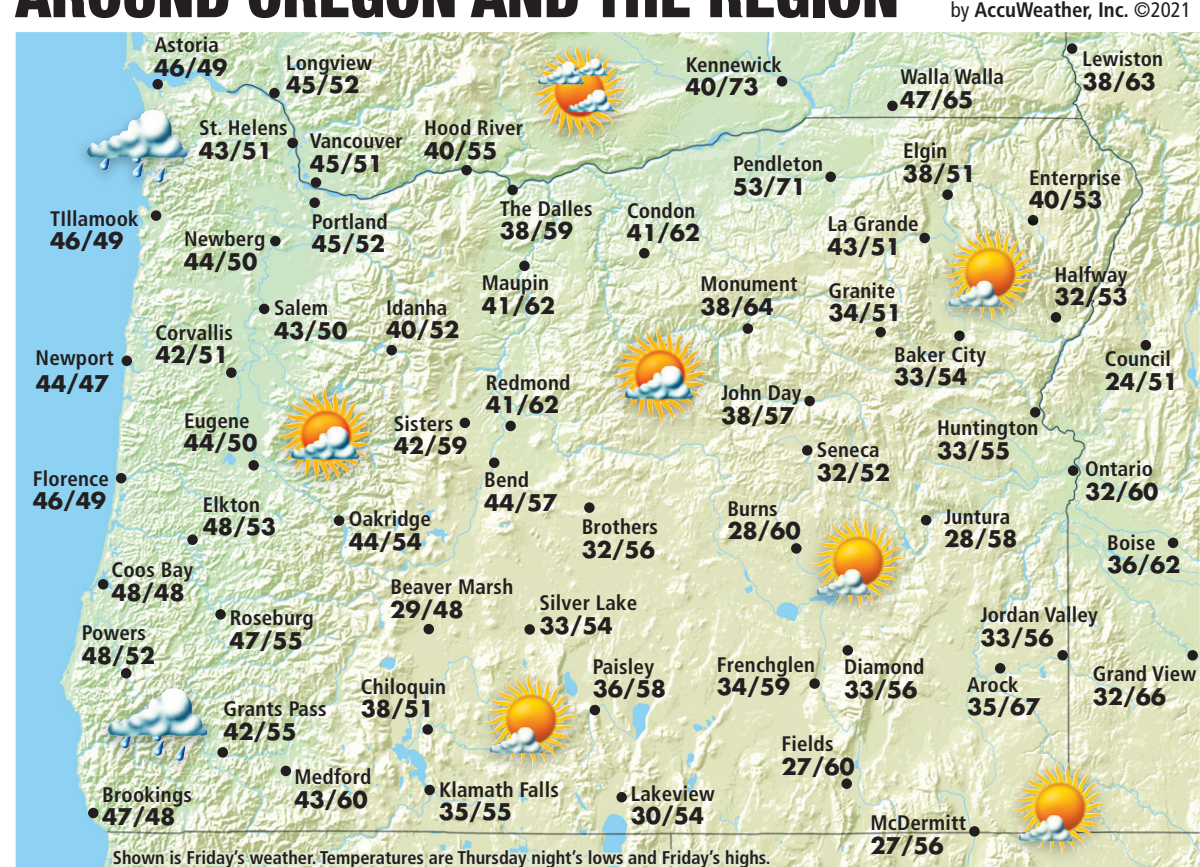 AROUND OREGON AND THE REGION
by AccuWeather, Inc. ©2021
Astoria
46/49
Longview
45/52
Kennewick
40/73
Walla Walla
47/65
Lewiston
38/63
St. Helens
43/51
Vancouver
45/51
Hood River
40/55
Pendleton
53/71
Elgin
38/51
Enterprise
40/53
TIllamook
46/49
Newberg
44/50
Portland
45/52
The Dalles
38/59
Condon
41/62
La Grande
43/51
Maupin
41/62
Monument
38/64
Granite
34/51
Halfway
32/53
Salem
43/50
Idanha
40/52
Corvallis
42/51
Newport
44/47
Baker City
33/54
Council
24/51
Redmond
41/62
John Day
38/57
Eugene
44/50
Sisters
42/59
Huntington
33/55
Seneca
32/52
Ontario
32/60
Florence
46/49
Bend
44/57
Elkton
48/53
Oakridge
44/54
Brothers
32/56
Burns
28/60
Juntura
28/58
Boise
36/62
Coos Bay
48/48
Beaver Marsh
29/48
Silver Lake
33/54
Roseburg
47/55
Jordan Valley
33/56
Powers
48/52
Paisley
36/58
Frenchglen
34/59
Diamond
33/56
Arock
35/67
Grand View
32/66
Chiloquin
38/51
Grants Pass
42/55
Fields
27/60
Medford
43/60
Klamath Falls
35/55
Lakeview
30/54
Brookings
47/48
McDermitt
27/56
Shown is Friday's weather. Temperatures are Thursday night's lows and Friday's highs.